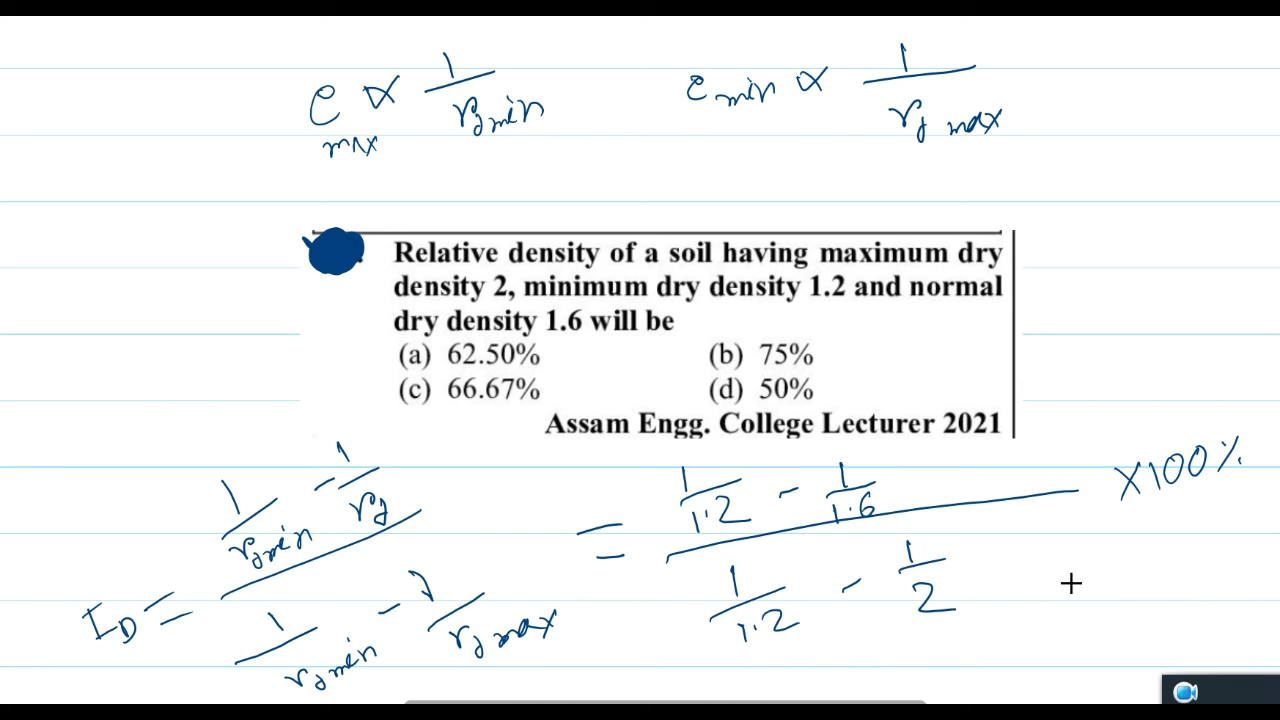 e max ∝ 1/γd min    e min ∝ 1/γd max
Relative density of a soil having maximum dry
density 2, minimum dry density 1.2 and normal
dry density 1.6 will be
(a) 62.50%    (b) 75%
(c) 66.67%    (d) 50%
Assam Engg. College Lecturer 2021
I_D = (1/γd min - 1/γd) / (1/γd min - 1/γd max) = (1/1.2 - 1/1.6) / (1/1.2 - 1/2) ×100%